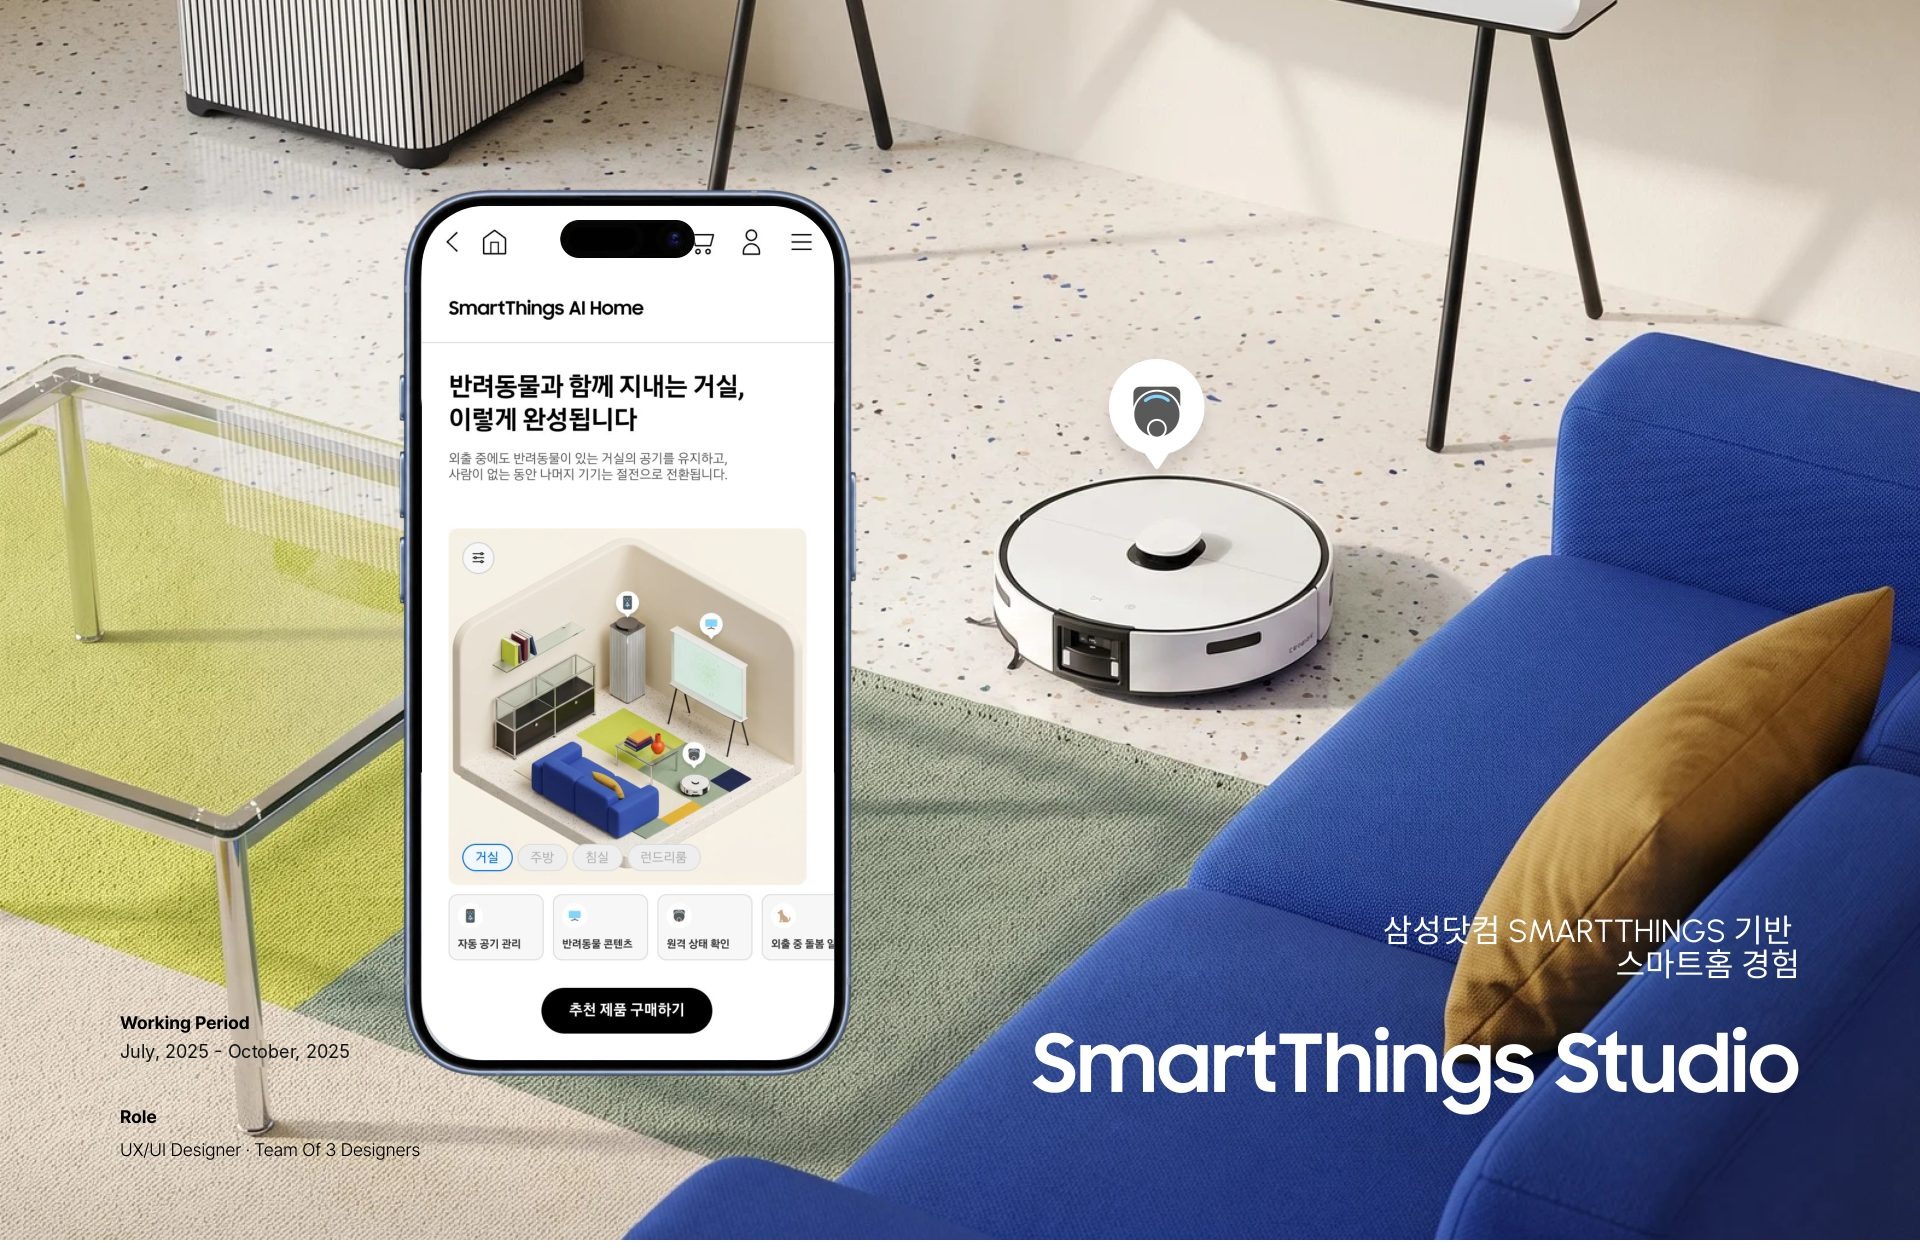 SmartThings AI Home
반려동물과 함께 지내는 거실,
이렇게 완성됩니다
외출 중에도 반려동물이 있는 거실의 공기를 유지하고,
사람이 없는 동안 나머지 기기는 절전으로 전환됩니다.
거실 주방 침실 런드리룸
자동 공기 관리 반려동물 콘텐츠 원격 상태 확인 외출 중 돌봄
추천 제품 구매하기
삼성닷컴 SMARTTHINGS 기반
스마트홈 경험
SmartThings Studio
Working Period
July, 2025 - October, 2025
Role
UX/UI Designer · Team Of 3 Designers